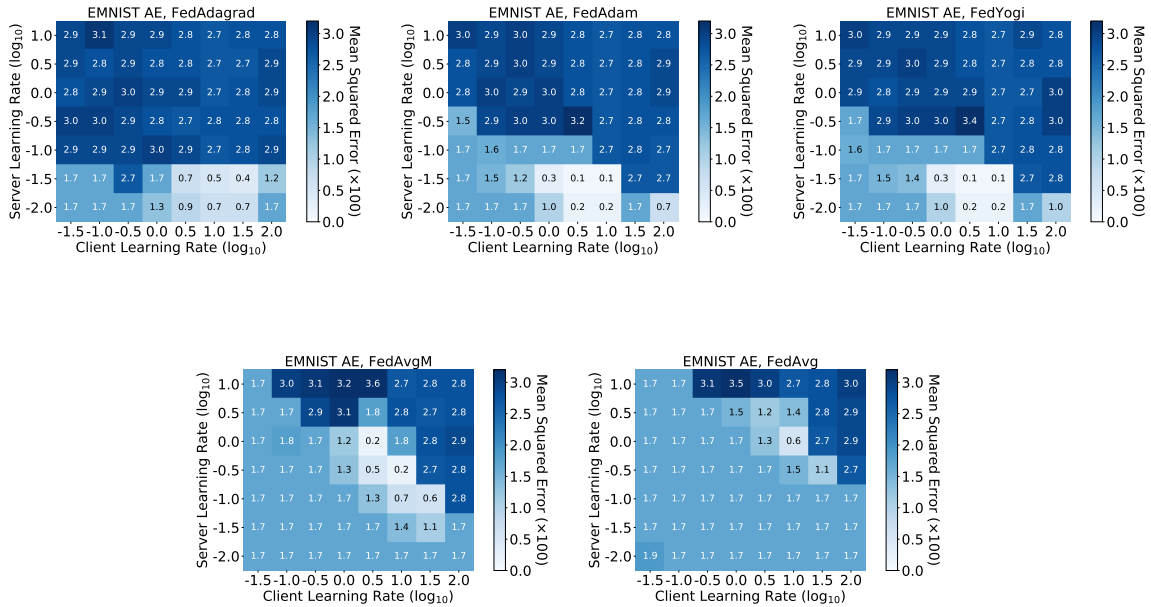 EMNIST AE, FedAdagrad
Server Learning Rate (log₁₀)
1.0 2.9 3.1 2.9 2.9 2.8 2.7 2.8 2.8
0.5 2.9 2.8 2.9 2.8 2.8 2.7 2.8 2.9
0.0 2.8 2.9 3.0 2.9 2.9 2.8 2.7 2.9
-0.5 3.0 3.0 2.9 2.9 2.8 2.7 2.8 2.8
-1.0 2.9 2.9 2.9 3.0 2.9 2.7 2.9 2.8
-1.5 1.7 1.7 2.7 1.7 0.7 0.5 0.4 1.2
-2.0 1.7 1.7 1.7 1.3 0.9 0.7 0.7 1.7
-1.5 -1.0 -0.5 0.0 0.5 1.0 1.5 2.0
Client Learning Rate (log₁₀)
3.0
2.5
2.0
1.5
1.0
0.5
0.0
Mean Squared Error (×100)
EMNIST AE, FedAdam
Server Learning Rate (log₁₀)
1.0 3.0 2.9 3.0 2.9 2.8 2.7 2.8 2.8
0.5 2.9 2.8 3.0 2.8 2.9 2.7 2.8 2.8
0.0 2.8 3.0 3.0 2.9 3.0 2.7 2.8 2.9
-0.5 1.5 2.9 3.0 3.0 3.2 2.7 2.8 2.8
-1.0 1.7 1.6 1.7 1.7 1.7 2.7 2.8 2.7
-1.5 1.7 1.5 1.2 0.3 0.1 0.1 2.7 2.7
-2.0 1.7 1.7 1.7 1.0 0.2 0.2 1.7 0.7
-1.5 -1.0 -0.5 0.0 0.5 1.0 1.5 2.0
Client Learning Rate (log₁₀)
3.0
2.5
2.0
1.5
1.0
0.5
0.0
Mean Squared Error (×100)
EMNIST AE, FedYogi
Server Learning Rate (log₁₀)
1.0 3.0 2.9 2.9 2.9 2.8 2.7 2.9 2.8
0.5 2.9 2.9 3.0 2.9 2.8 2.7 2.8 2.8
0.0 2.9 2.9 2.9 3.0 2.9 2.7 2.7 3.0
-0.5 1.7 2.9 3.0 3.0 3.4 2.7 2.8 3.0
-1.0 1.6 1.7 1.7 1.7 1.7 2.7 2.8 2.8
-1.5 1.7 1.5 1.4 0.3 0.1 0.1 2.7 2.8
-2.0 1.7 1.7 1.7 1.0 0.2 0.2 1.7 1.0
-1.5 -1.0 -0.5 0.0 0.5 1.0 1.5 2.0
Client Learning Rate (log₁₀)
3.0
2.5
2.0
1.5
1.0
0.5
0.0
Mean Squared Error (×100)
EMNIST AE, FedAvgM
Server Learning Rate (log₁₀)
1.0 1.7 3.0 3.1 3.2 3.6 2.7 2.8 2.8
0.5 1.7 1.7 2.9 3.1 1.8 2.8 2.7 2.8
0.0 1.7 1.8 1.7 1.2 0.2 1.8 2.8 2.9
-0.5 1.7 1.7 1.7 1.3 0.5 0.2 2.7 2.8
-1.0 1.7 1.7 1.7 1.7 1.3 0.7 0.6 2.8
-1.5 1.7 1.7 1.7 1.7 1.7 1.4 1.1 1.7
-2.0 1.7 1.7 1.7 1.7 1.7 1.7 1.7 1.7
-1.5 -1.0 -0.5 0.0 0.5 1.0 1.5 2.0
Client Learning Rate (log₁₀)
3.0
2.5
2.0
1.5
1.0
0.5
0.0
Mean Squared Error (×100)
EMNIST AE, FedAvg
Server Learning Rate (log₁₀)
1.0 1.7 1.7 3.1 3.5 3.0 2.7 2.8 3.0
0.5 1.7 1.7 1.7 1.5 1.2 1.4 2.8 2.9
0.0 1.7 1.7 1.7 1.7 1.3 0.6 2.7 2.9
-0.5 1.7 1.7 1.7 1.7 1.7 1.5 1.1 2.7
-1.0 1.7 1.7 1.7 1.7 1.7 1.7 1.7 1.7
-1.5 1.7 1.7 1.7 1.7 1.7 1.7 1.7 1.7
-2.0 1.9 1.7 1.7 1.7 1.7 1.7 1.7 1.7
-1.5 -1.0 -0.5 0.0 0.5 1.0 1.5 2.0
Client Learning Rate (log₁₀)
3.0
2.5
2.0
1.5
1.0
0.5
0.0
Mean Squared Error (×100)